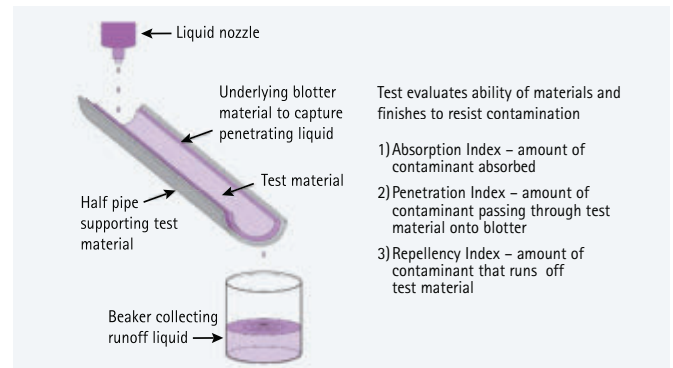 Liquid nozzle
Underlying blotter
material to capture
penetrating liquid
Test material
Half pipe
supporting test
material
Beaker collecting
runoff liquid
Test evaluates ability of materials and
finishes to resist contamination
1) Absorption Index – amount of
contaminant absorbed
2) Penetration Index – amount of
contaminant passing through test
material onto blotter
3) Repellency Index – amount of
contaminant that runs off
test material